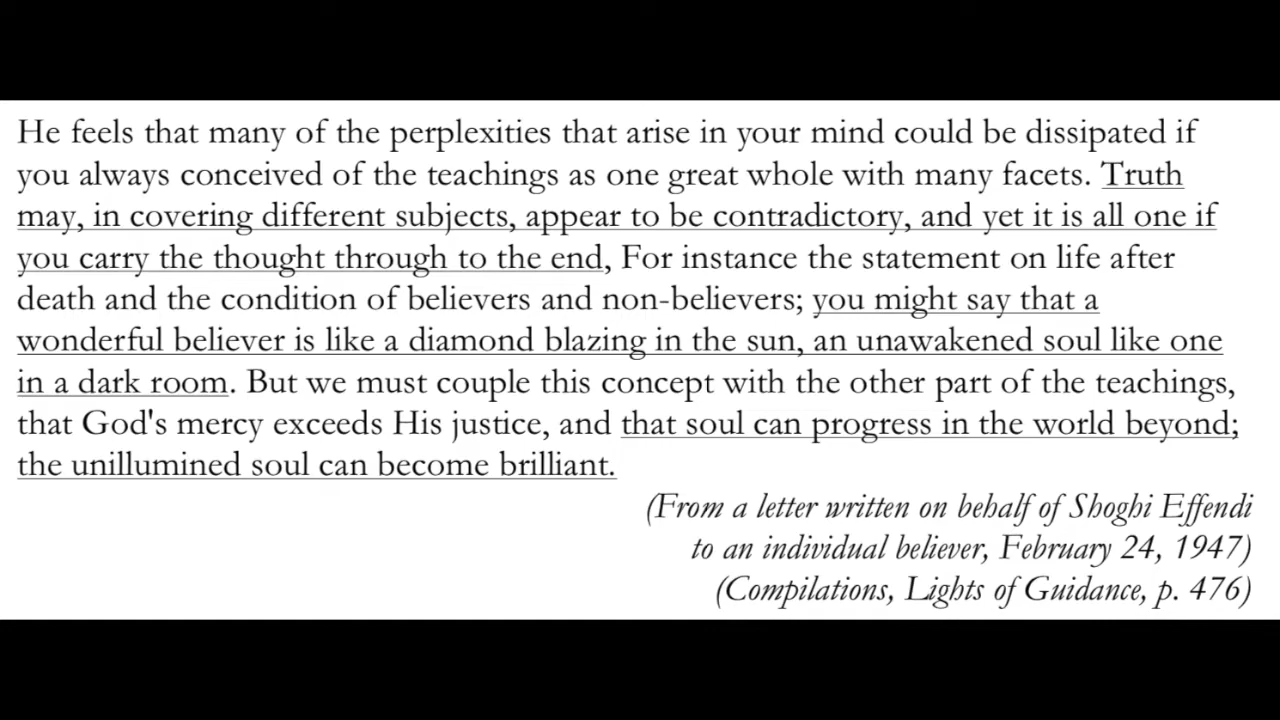 He feels that many of the perplexities that arise in your mind could be dissipated if
you always conceived of the teachings as one great whole with many facets. Truth
may, in covering different subjects, appear to be contradictory, and yet it is all one if
you carry the thought through to the end, For instance the statement on life after
death and the condition of believers and non-believers; you might say that a
wonderful believer is like a diamond blazing in the sun, an unawakened soul like one
in a dark room. But we must couple this concept with the other part of the teachings,
that God's mercy exceeds His justice, and that soul can progress in the world beyond;
the unillumined soul can become brilliant.
(From a letter written on behalf of Shoghi Effendi
to an individual believer, February 24, 1947)
(Compilations, Lights of Guidance, p. 476)